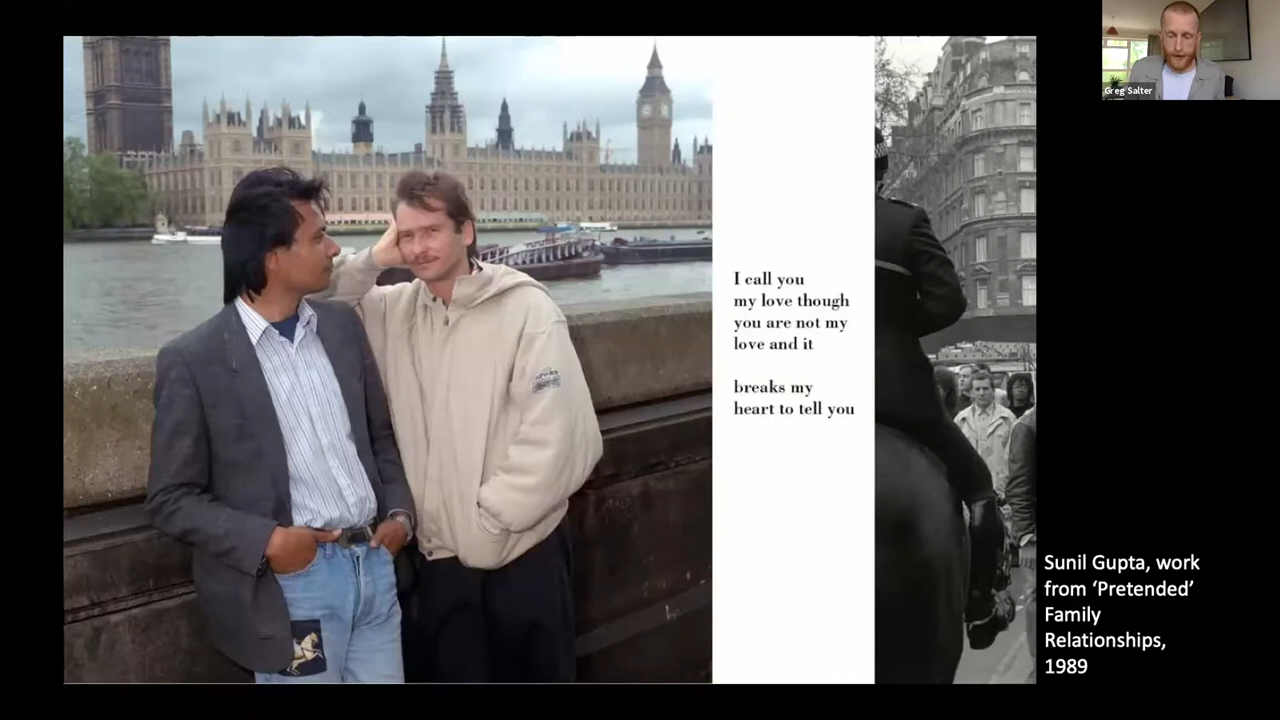 Greg Salter
I call you
my love though
you are not my
love and it
breaks my
heart to tell you
Sunil Gupta, work
from ‘Pretended’
Family
Relationships,
1989